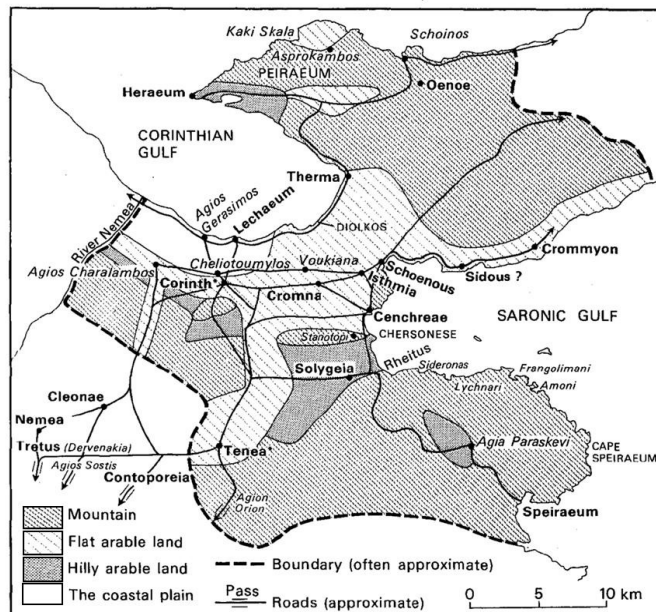 Kaki Skala
Schoinos
Asprokambos
PEIRAEUM
Oenoe
Heraeum
CORINTHIAN
GULF
Therma
Agios
Gerasimos
Lechaeum
DIOLKOS
River Nemea
Cheliotoumylos
Voukiana
Agios Charalambos
Corinth
Cromna
Schoenous
Isthmia
Sidous ?
Crommyon
Cenchreae
SARONIC GULF
Stanotopi
CHERSONESE
Rheitus
Solygeia
Sideronas
Frangolimani
Lychnari
Amoni
Cleonae
Nemea
Tretus (Dervenakia)
Agios Sostis
Tenea
Agia Paraskevi
CAPE
SPEIRAEUM
Contoporeia
Agion
Orion
Speiraeum
Mountain
Flat arable land
Hilly arable land
The coastal plain
Boundary (often approximate)
Pass
Roads (approximate)
0 5 10 km